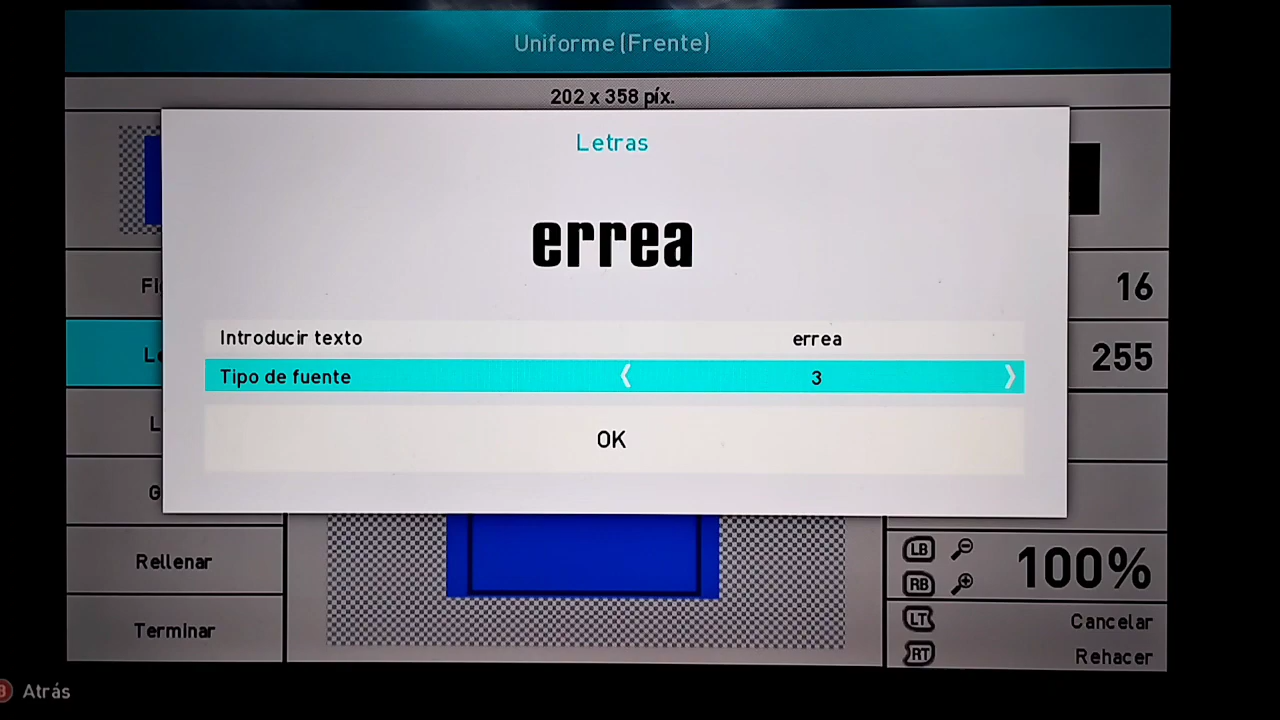 Uniforme (Frente)
202 x 358 píx.
Letras
errea
Introducir texto errea
Tipo de fuente 3
OK
16
255
Rellenar
Terminar
LB
RB
100%
LT Cancelar
RT Rehacer
B Atrás